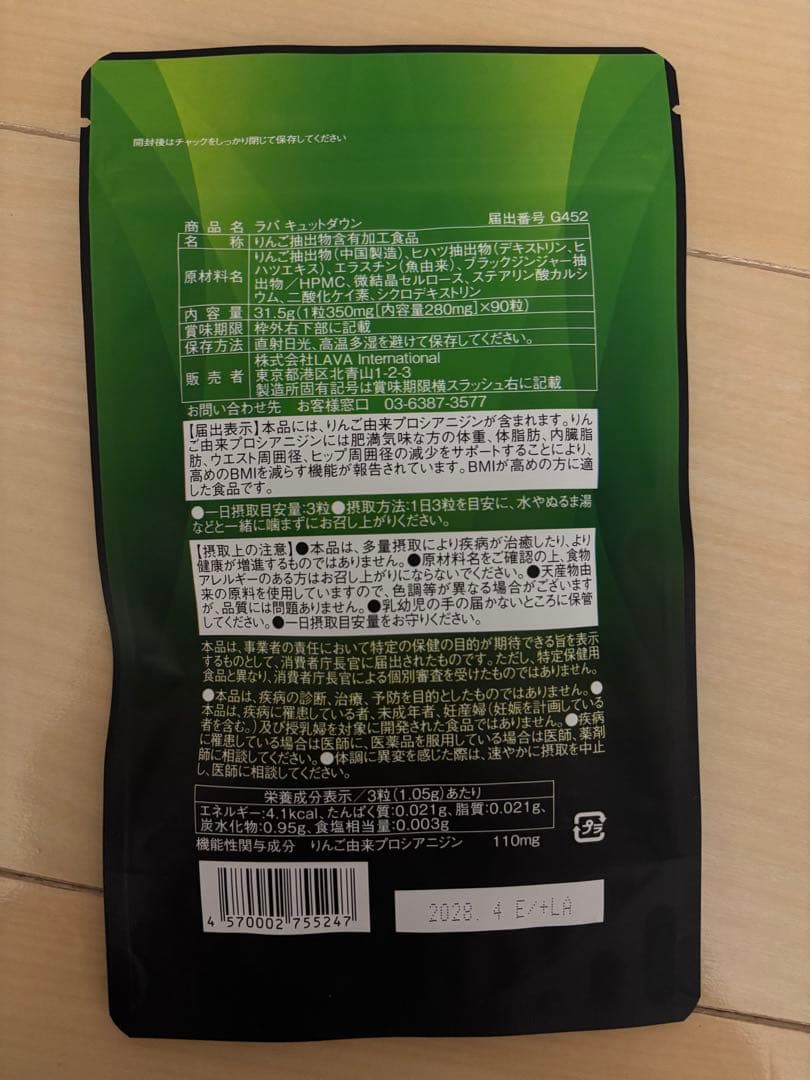 開封後はチャックをしっかり閉じて保存してください
商品名 ラバ キュットダウン 届出番号 G452
名称 りんご抽出物含有加工食品
原材料名 りんご抽出物(中国製造)、ヒハツ抽出物(デキストリン、ヒ
ハツエキス)、エラスチン(魚由来)、ブラックジンジャー抽
出物／HPMC、微結晶セルロース、ステアリン酸カルシ
ウム、二酸化ケイ素、シクロデキストリン
内容量 31.5g(1粒350mg[内容量280mg]×90粒)
賞味期限 枠外右下部に記載
保存方法 直射日光、高温多湿を避けて保存してください。
販売者 株式会社LAVA International
東京都港区北青山1-2-3
製造所固有記号は賞味期限横スラッシュ右に記載
お問い合わせ先 お客様窓口 03-6387-3577
【届出表示】本品には、りんご由来プロシアニジンが含まれます。りん
ご由来プロシアニジンには肥満気味な方の体重、体脂肪、内臓脂
肪、ウエスト周囲径、ヒップ周囲径の減少をサポートすることにより、
高めのBMIを減らす機能が報告されています。BMIが高めの方に適
した食品です。
●一日摂取目安量:3粒●摂取方法:1日3粒を目安に、水やぬるま湯
などと一緒に噛まずにお召し上がりください。
【摂取上の注意】●本品は、多量摂取により疾病が治癒したり、より
健康が増進するものではありません。●原材料名をご確認の上、食物
アレルギーのある方はお召し上がりにならないでください。●天産物由
来の原料を使用していますので、色調等が異なる場合がございます
が、品質には問題ありません。●乳幼児の手の届かないところに保管
してください。●一日摂取目安量をお守りください。
本品は、事業者の責任において特定の保健の目的が期待できる旨を表示
するものとして、消費者庁長官に届出されたものです。ただし、特定保健用
食品と異なり、消費者庁長官による個別審査を受けたものではありません。
●本品は、疾病の診断、治療、予防を目的としたものではありません。●
本品は、疾病に罹患している者、未成年者、妊産婦(妊娠を計画している
者を含む。)及び授乳婦を対象に開発された食品ではありません。●疾病
に罹患している場合は医師に、医薬品を服用している場合は医師、薬剤
師に相談してください。●体調に異変を感じた際は、速やかに摂取を中止
し、医師に相談してください。
栄養成分表示／3粒(1.05g)あたり
エネルギー:4.1kcal、たんぱく質:0.021g、脂質:0.021g、
炭水化物:0.95g、食塩相当量:0.003g
機能性関与成分 りんご由来プロシアニジン 110mg
プラ
4 570002 755247
2028. 4 E/+LA